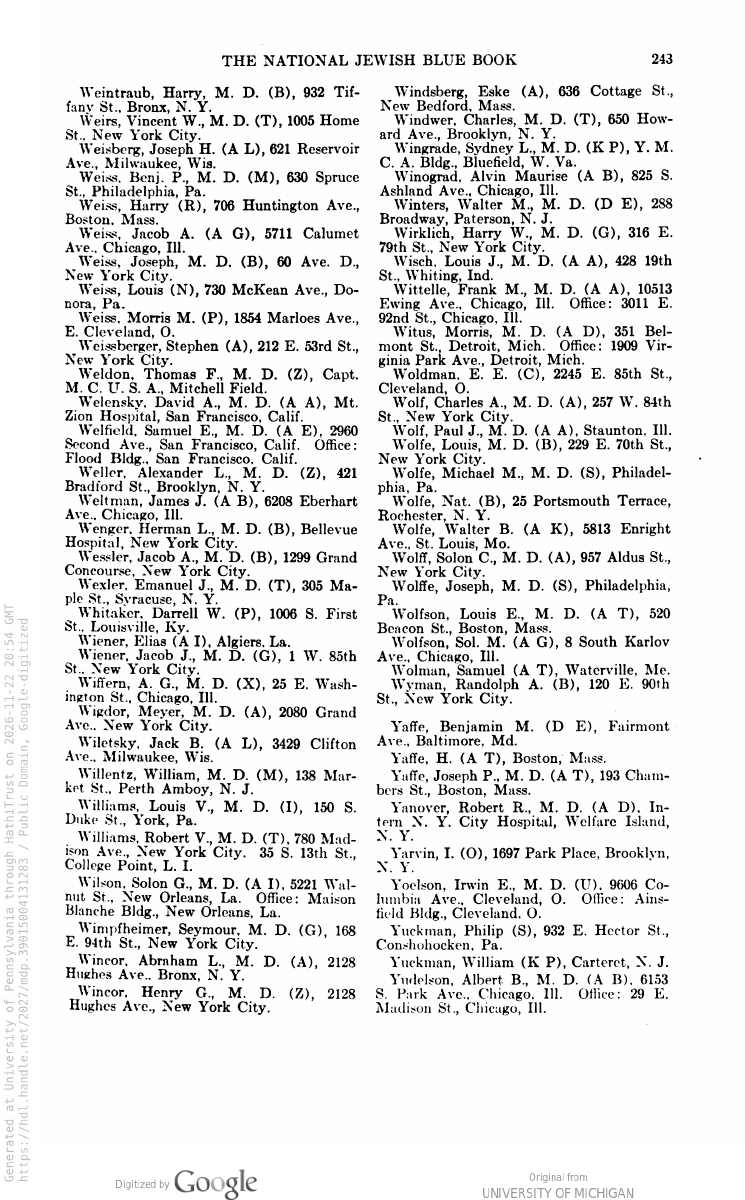 THE NATIONAL JEWISH BLUE BOOK 243
Weintraub, Harry, M. D. (B), 932 Tif-
fany St., Bronx, N. Y.
Weirs, Vincent W., M. D. (T), 1005 Home
St., New York City.
Weisberg, Joseph H. (A L), 621 Reservoir
Ave., Milwaukee, Wis.
Weiss, Benj. P., M. D. (M), 630 Spruce
St., Philadelphia, Pa.
Weiss, Harry (R), 706 Huntington Ave.,
Boston, Mass.
Weiss, Jacob A. (A G), 5711 Calumet
Ave., Chicago, Ill.
Weiss, Joseph, M. D. (B), 60 Ave. D.,
New York City.
Weiss, Louis (N), 730 McKean Ave., Do-
nora, Pa.
Weiss, Morris M. (P), 1854 Marloes Ave.,
E. Cleveland, O.
Weissberger, Stephen (A), 212 E. 53rd St.,
New York City.
Weldon, Thomas F., M. D. (Z), Capt.
M. C. U. S. A., Mitchell Field.
Welensky, David A., M. D. (A A), Mt.
Zion Hospital, San Francisco, Calif.
Welfield, Samuel E., M. D. (A E), 2960
Second Ave., San Francisco, Calif. Office:
Flood Bldg., San Francisco, Calif.
Weller, Alexander L., M. D. (Z), 421
Bradford St., Brooklyn, N. Y.
Weltman, James J. (A B), 6208 Eberhart
Ave., Chicago, Ill.
Wenger, Herman L., M. D. (B), Bellevue
Hospital, New York City.
Wessler, Jacob A., M. D. (B), 1299 Grand
Concourse, New York City.
Wexler, Emanuel J., M. D. (T), 305 Ma-
ple St., Syracuse, N. Y.
Whitaker, Darrell W. (P), 1006 S. First
St., Louisville, Ky.
Wiener, Elias (A I), Algiers, La.
Wiener, Jacob J., M. D. (G), 1 W. 85th
St., New York City.
Wiffern, A. G., M. D. (X), 25 E. Wash-
ington St., Chicago, Ill.
Wigdor, Meyer, M. D. (A), 2080 Grand
Ave., New York City.
Wiletsky, Jack B. (A L), 3429 Clifton
Ave., Milwaukee, Wis.
Willentz, William, M. D. (M), 138 Mar-
ket St., Perth Amboy, N. J.
Williams, Louis V., M. D. (I), 150 S.
Duke St., York, Pa.
Williams, Robert V., M. D. (T), 780 Mad-
ison Ave., New York City. 35 S. 13th St.,
College Point, L. I.
Wilson, Solon G., M. D. (A I), 5221 Wal-
nut St., New Orleans, La. Office: Maison
Blanche Bldg., New Orleans, La.
Wimpfheimer, Seymour, M. D. (G), 168
E. 94th St., New York City.
Wincor, Abraham L., M. D. (A), 2128
Hughes Ave., Bronx, N. Y.
Wincor, Henry G., M. D. (Z), 2128
Hughes Ave., New York City.
Windsberg, Eske (A), 636 Cottage St.,
New Bedford, Mass.
Windwer, Charles, M. D. (T), 650 How-
ard Ave., Brooklyn, N. Y.
Wingrade, Sydney L., M. D. (K P), Y. M.
C. A. Bldg., Bluefield, W. Va.
Winograd, Alvin Maurise (A B), 825 S.
Ashland Ave., Chicago, Ill.
Winters, Walter M., M. D. (D E), 288
Broadway, Paterson, N. J.
Wirklich, Harry W., M. D. (G), 316 E.
79th St., New York City.
Wisch, Louis J., M. D. (A A), 428 19th
St., Whiting, Ind.
Wittelle, Frank M., M. D. (A A), 10513
Ewing Ave., Chicago, Ill. Office: 3011 E.
92nd St., Chicago, Ill.
Witus, Morris, M. D. (A D), 351 Bel-
mont St., Detroit, Mich. Office: 1909 Vir-
ginia Park Ave., Detroit, Mich.
Woldman, E. E. (C), 2245 E. 85th St.,
Cleveland, O.
Wolf, Charles A., M. D. (A), 257 W. 84th
St., New York City.
Wolf, Paul J., M. D. (A A), Staunton, Ill.
Wolfe, Louis, M. D. (B), 229 E. 70th St.,
New York City.
Wolfe, Michael M., M. D. (S), Philadel-
phia, Pa.
Wolfe, Nat. (B), 25 Portsmouth Terrace,
Rochester, N. Y.
Wolfe, Walter B. (A K), 5813 Enright
Ave., St. Louis, Mo.
Wolff, Solon C., M. D. (A), 957 Aldus St.,
New York City.
Wolffe, Joseph, M. D. (S), Philadelphia,
Pa.
Wolfson, Louis E., M. D. (A T), 520
Beacon St., Boston, Mass.
Wolfson, Sol. M. (A G), 8 South Karlov
Ave., Chicago, Ill.
Wolman, Samuel (A T), Waterville, Me.
Wyman, Randolph A. (B), 120 E. 90th
St., New York City.
Yaffe, Benjamin M. (D E), Fairmont
Ave., Baltimore, Md.
Yaffe, H. (A T), Boston, Mass.
Yaffe, Joseph P., M. D. (A T), 193 Cham-
bers St., Boston, Mass.
Yanover, Robert R., M. D. (A D), In-
tern N. Y. City Hospital, Welfare Island,
N. Y.
Yarvin, I. (O), 1697 Park Place, Brooklyn,
N. Y.
Yoelson, Irwin E., M. D. (U), 9606 Co-
lumbia Ave., Cleveland, O. Office: Ains-
field Bldg., Cleveland, O.
Yuckman, Philip (S), 932 E. Hector St.,
Conshohocken, Pa.
Yuckman, William (K P), Carteret, N. J.
Yudelson, Albert B., M. D. (A B), 6153
S. Park Ave., Chicago, Ill. Office: 29 E.
Madison St., Chicago, Ill.
Generated at University of Pennsylvania through HathiTrust on 2026-11-22 20:54 GMT
https://hdl.handle.net/2027/mdp.39015004131283 / Public Domain, Google-digitized
Digitized by Google
Original from
UNIVERSITY OF MICHIGAN